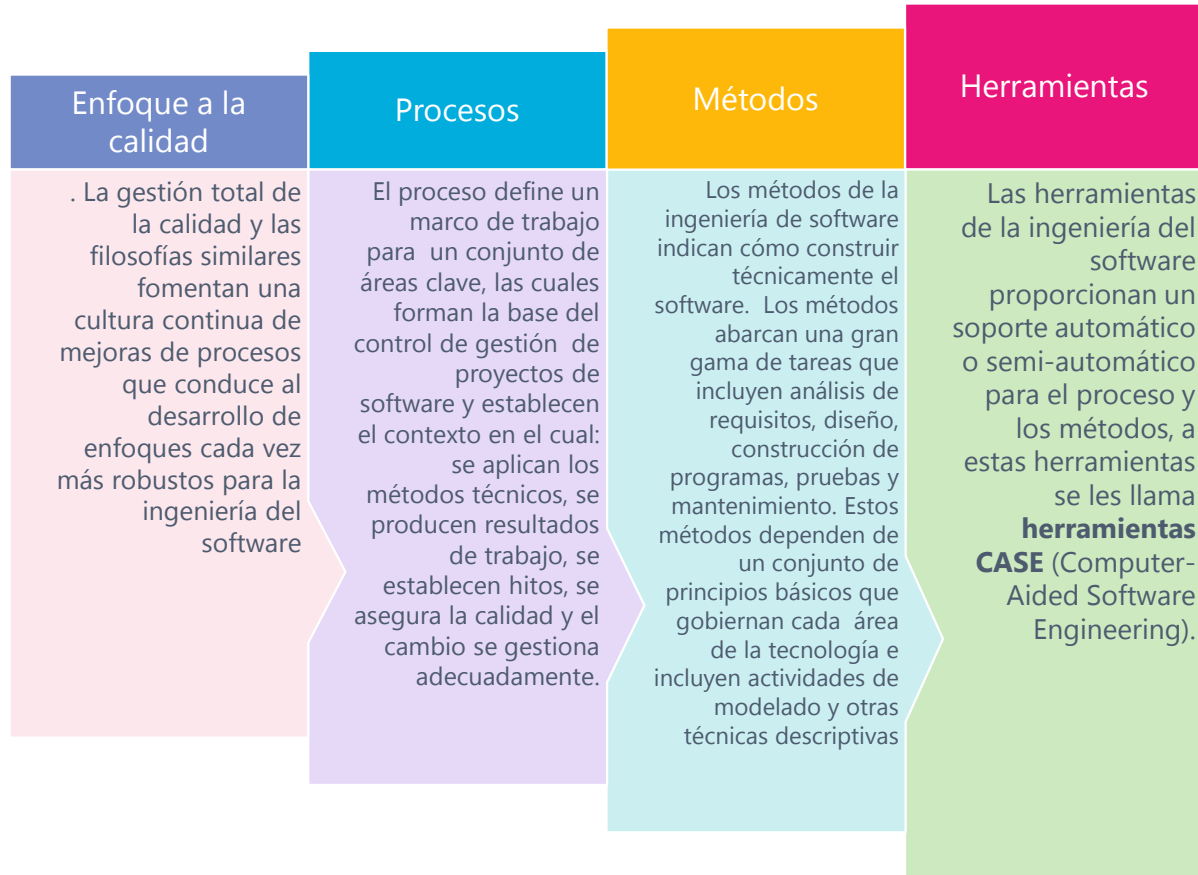 Enfoque a la
calidad
. La gestión total de
la calidad y las
filosofías similares
fomentan una
cultura continua de
mejoras de procesos
que conduce al
desarrollo de
enfoques cada vez
más robustos para la
ingeniería del
software
Procesos
El proceso define un
marco de trabajo
para  un conjunto de
áreas clave, las cuales
forman la base del
control de gestión  de
proyectos de
software y establecen
el contexto en el cual:
se aplican los
métodos técnicos, se
producen resultados
de trabajo, se
establecen hitos, se
asegura la calidad y el
cambio se gestiona
adecuadamente.
Métodos
Los métodos de la
ingeniería de software
indican cómo construir
técnicamente el
software.  Los métodos
abarcan una gran
gama de tareas que
incluyen análisis de
requisitos, diseño,
construcción de
programas, pruebas y
mantenimiento. Estos
métodos dependen de
un conjunto de
principios básicos que
gobiernan cada  área
de la tecnología e
incluyen actividades de
modelado y otras
técnicas descriptivas
Herramientas
Las herramientas
de la ingeniería del
software
proporcionan un
soporte automático
o semi-automático
para el proceso y
los métodos, a
estas herramientas
se les llama
herramientas
CASE (Computer-
Aided Software
Engineering).